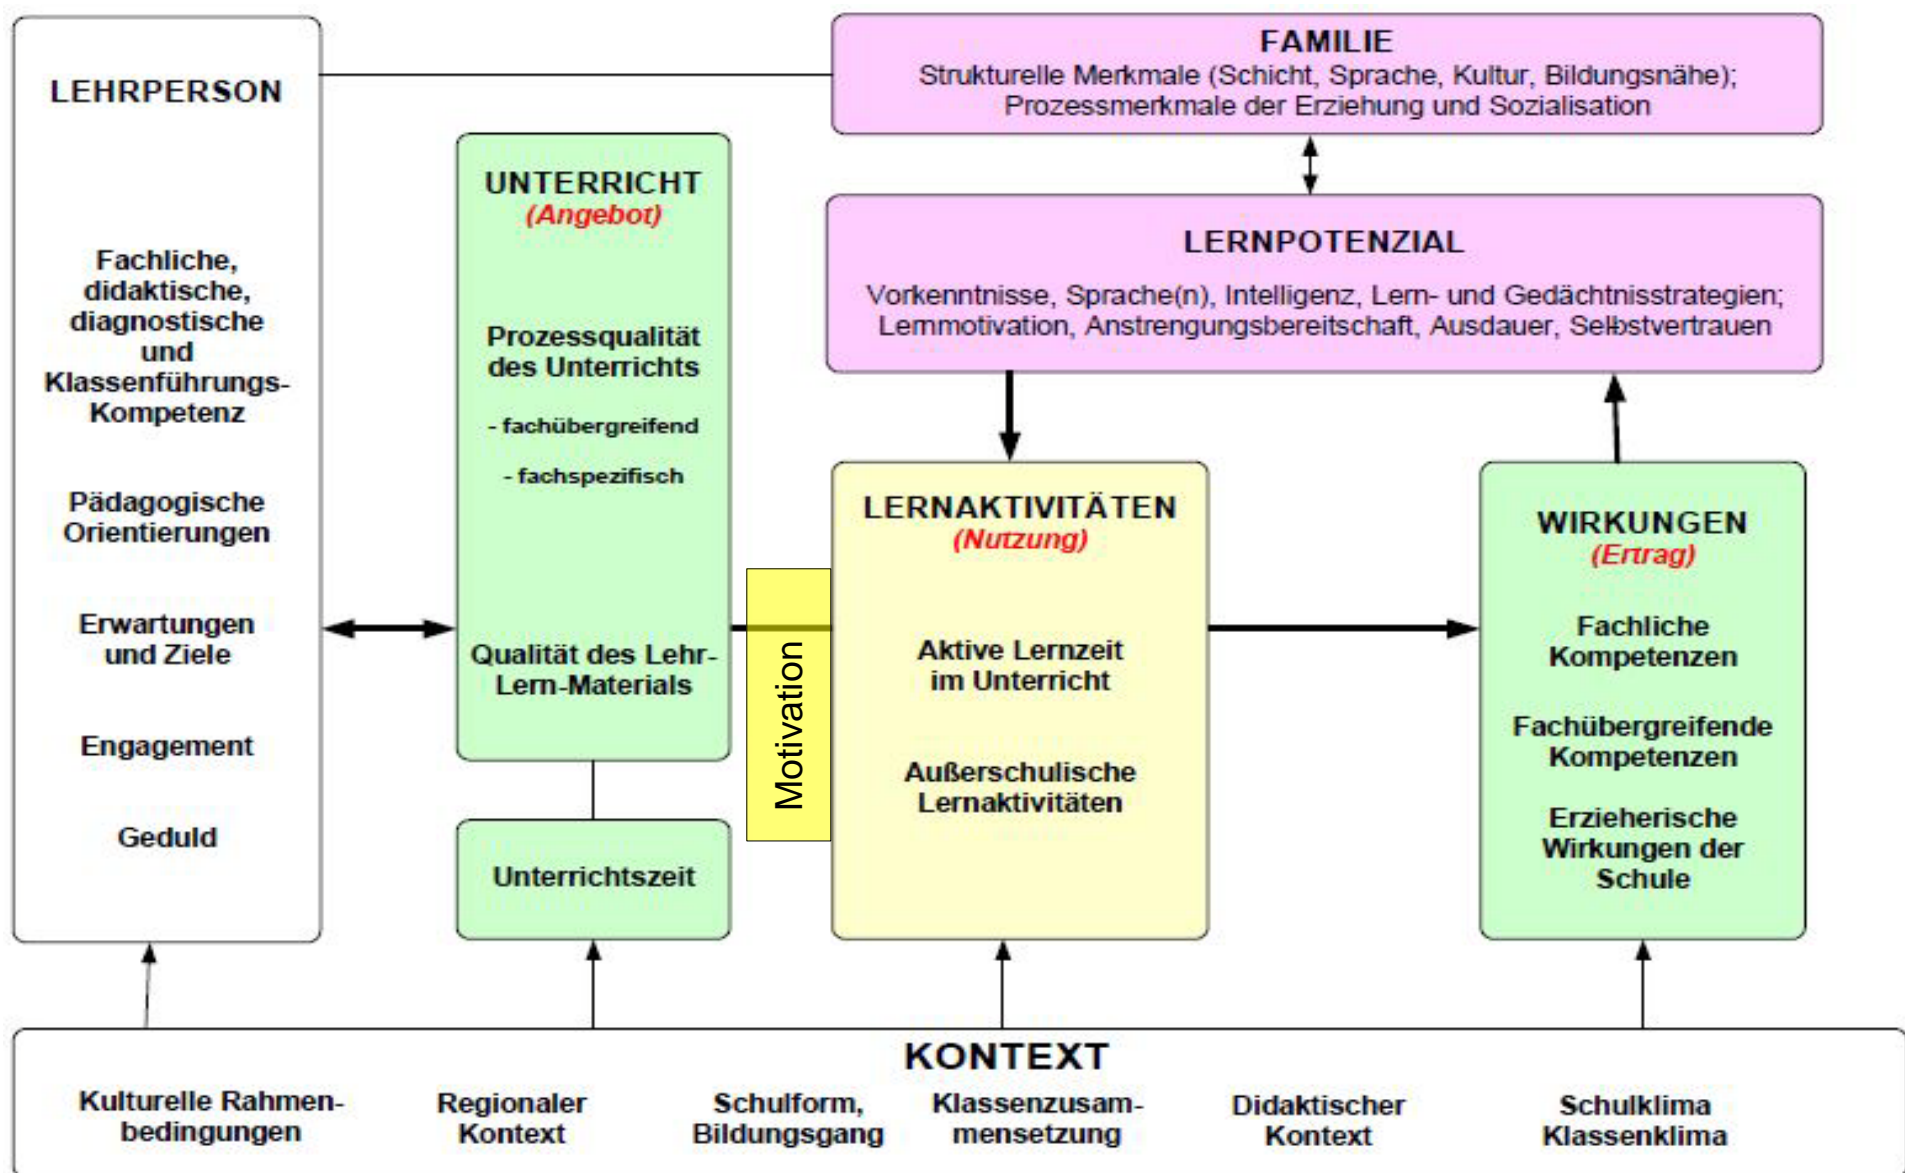 LEHRPERSON
Fachliche,
didaktische,
diagnostische
und
Klassenführungs-
Kompetenz
Pädagogische
Orientierungen
Erwartungen
und Ziele
Engagement
Geduld
UNTERRICHT
(Angebot)
Prozessqualität
des Unterrichts
- fachübergreifend
- fachspezifisch
Qualität des Lehr-
Lern-Materials
Unterrichtszeit
Motivation
FAMILIE
Strukturelle Merkmale (Schicht, Sprache, Kultur, Bildungsnähe);
Prozessmerkmale der Erziehung und Sozialisation
LERNPOTENZIAL
Vorkenntnisse, Sprache(n), Intelligenz, Lern- und Gedächtnisstrategien;
Lernmotivation, Anstrengungsbereitschaft, Ausdauer, Selbstvertrauen
LERNAKTIVITÄTEN
(Nutzung)
Aktive Lernzeit
im Unterricht
Außerschulische
Lernaktivitäten
WIRKUNGEN
(Ertrag)
Fachliche
Kompetenzen
Fachübergreifende
Kompetenzen
Erzieherische
Wirkungen der
Schule
KONTEXT
Kulturelle Rahmen-
bedingungen
Regionaler
Kontext
Schulform,
Bildungsgang
Klassenzusam-
mensetzung
Didaktischer
Kontext
Schulklima
Klassenklima